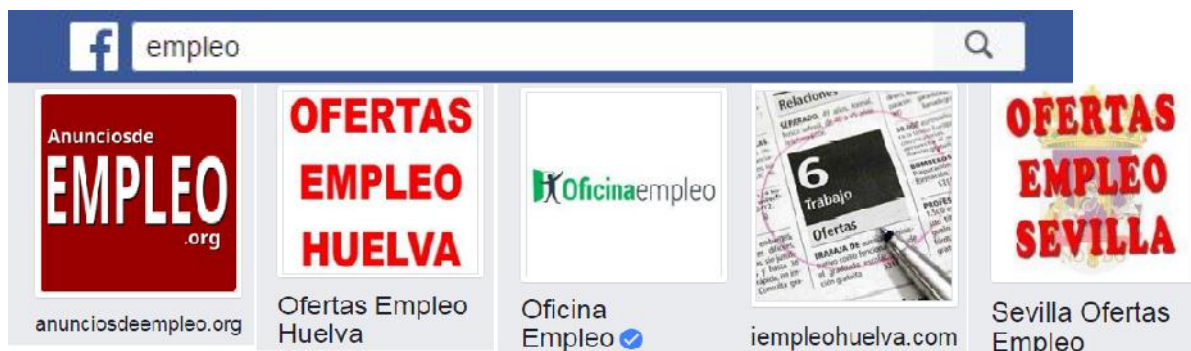 f empleo
Anunciosde
EMPLEO
.org
anunciosdeempleo.org
OFERTAS
EMPLEO
HUELVA
Ofertas Empleo
Huelva
Oficinaempleo
Oficina
Empleo
Relaciones
6
Trabajo
Ofertas
iempleohuelva.com
OFERTAS
EMPLEO
SEVILLA
Sevilla Ofertas
Empleo